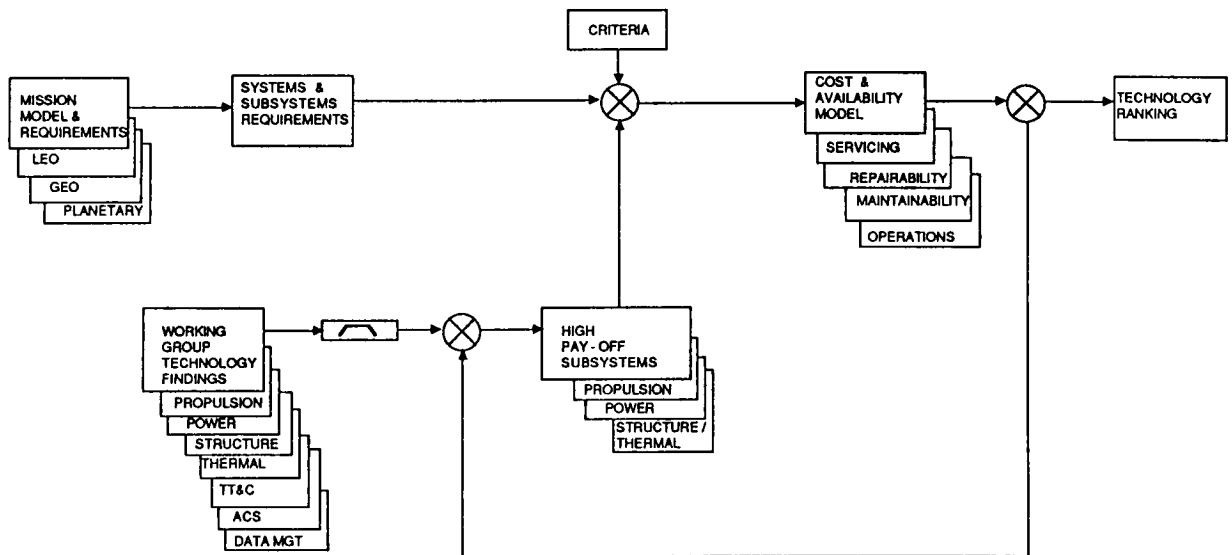 CRITERIA
MISSION
MODEL &
REQUIREMENTS
LEO
GEO
PLANETARY
SYSTEMS &
SUBSYSTEMS
REQUIREMENTS
COST &
AVAILABILITY
MODEL
SERVICING
REPAIRABILITY
MAINTAINABILITY
OPERATIONS
TECHNOLOGY
RANKING
WORKING
GROUP
TECHNOLOGY
FINDINGS
PROPULSION
POWER
STRUCTURE
THERMAL
TT&C
ACS
DATA MGT
HIGH
PAY - OFF
SUBSYSTEMS
PROPULSION
POWER
STRUCTURE /
THERMAL